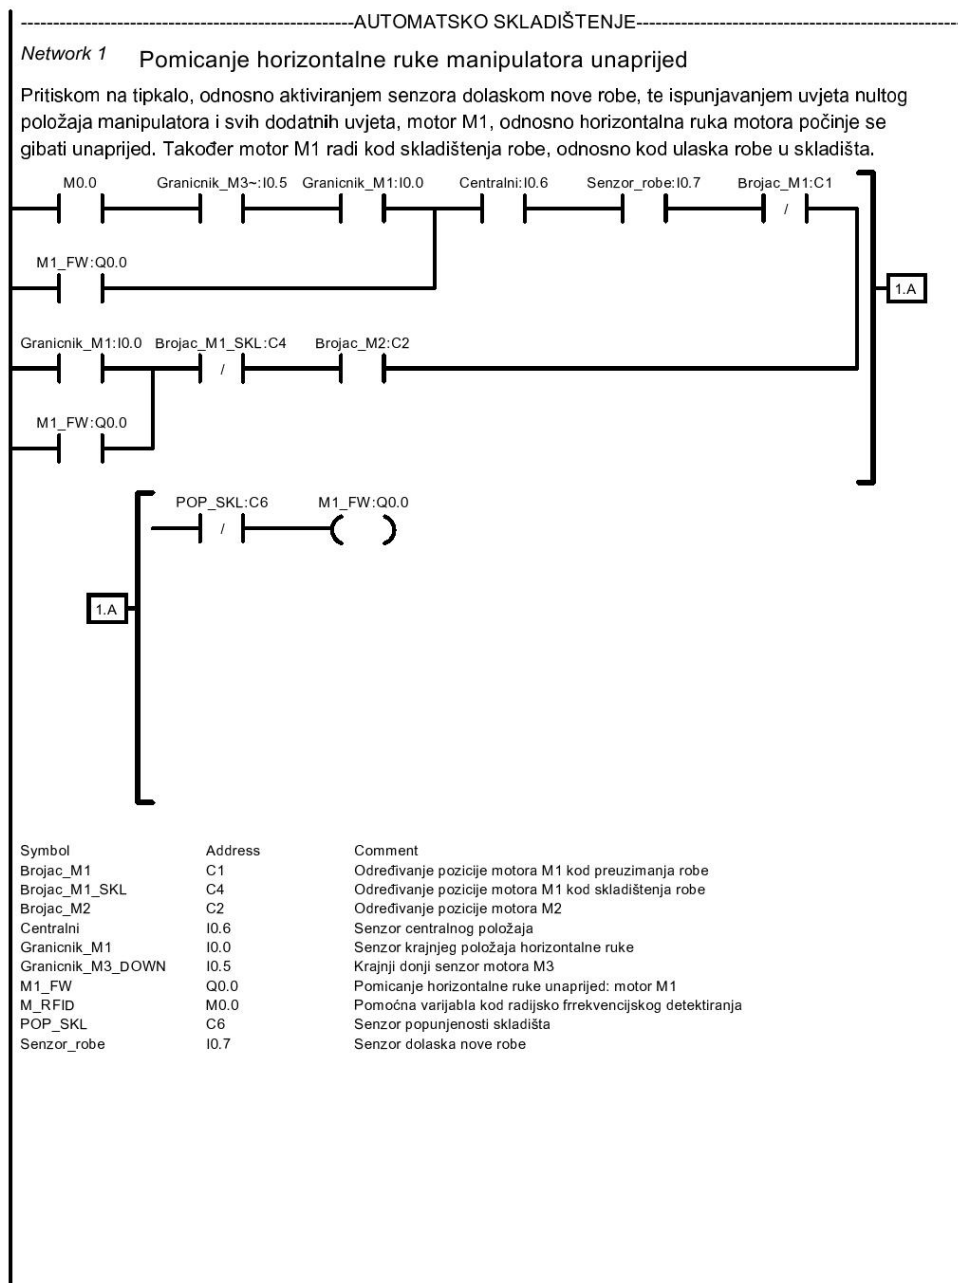 -----------------------------------------------------AUTOMATSKO SKLADIŠTENJE---------------------------------------------------
Network 1 Pomicanje horizontalne ruke manipulatora unaprijed
Pritiskom na tipkalo, odnosno aktiviranjem senzora dolaskom nove robe, te ispunjavanjem uvjeta nultog
položaja manipulatora i svih dodatnih uvjeta, motor M1, odnosno horizontalna ruka motora počinje se
gibati unaprijed. Također motor M1 radi kod skladištenja robe, odnosno kod ulaska robe u skladišta.
M0.0 Granicnik_M3~:I0.5 Granicnik_M1:I0.0 Centralni:I0.6 Senzor_robe:I0.7 Brojac_M1:C1
/
M1_FW:Q0.0
1.A
Granicnik_M1:I0.0 Brojac_M1_SKL:C4 Brojac_M2:C2
/
M1_FW:Q0.0
POP_SKL:C6 M1_FW:Q0.0
/
1.A
Symbol Address Comment
Brojac_M1 C1 Određivanje pozicije motora M1 kod preuzimanja robe
Brojac_M1_SKL C4 Određivanje pozicije motora M1 kod skladištenja robe
Brojac_M2 C2 Određivanje pozicije motora M2
Centralni I0.6 Senzor centralnog položaja
Granicnik_M1 I0.0 Senzor krajnjeg položaja horizontalne ruke
Granicnik_M3_DOWN I0.5 Krajnji donji senzor motora M3
M1_FW Q0.0 Pomicanje horizontalne ruke unaprijed: motor M1
M_RFID M0.0 Pomoćna varijabla kod radijsko frrekvencijskog detektiranja
POP_SKL C6 Senzor popunjenosti skladišta
Senzor_robe I0.7 Senzor dolaska nove robe